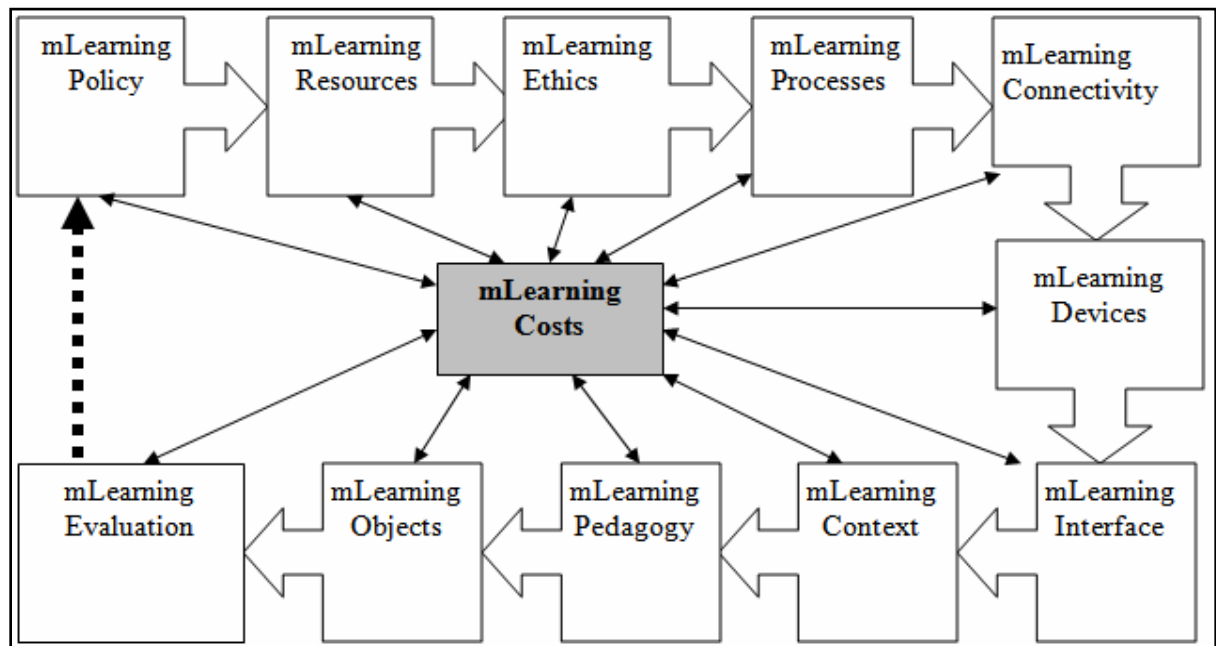 mLearning
Policy
mLearning
Resources
mLearning
Ethics
mLearning
Processes
mLearning
Connectivity
mLearning
Costs
mLearning
Devices
mLearning
Evaluation
mLearning
Objects
mLearning
Pedagogy
mLearning
Context
mLearning
Interface